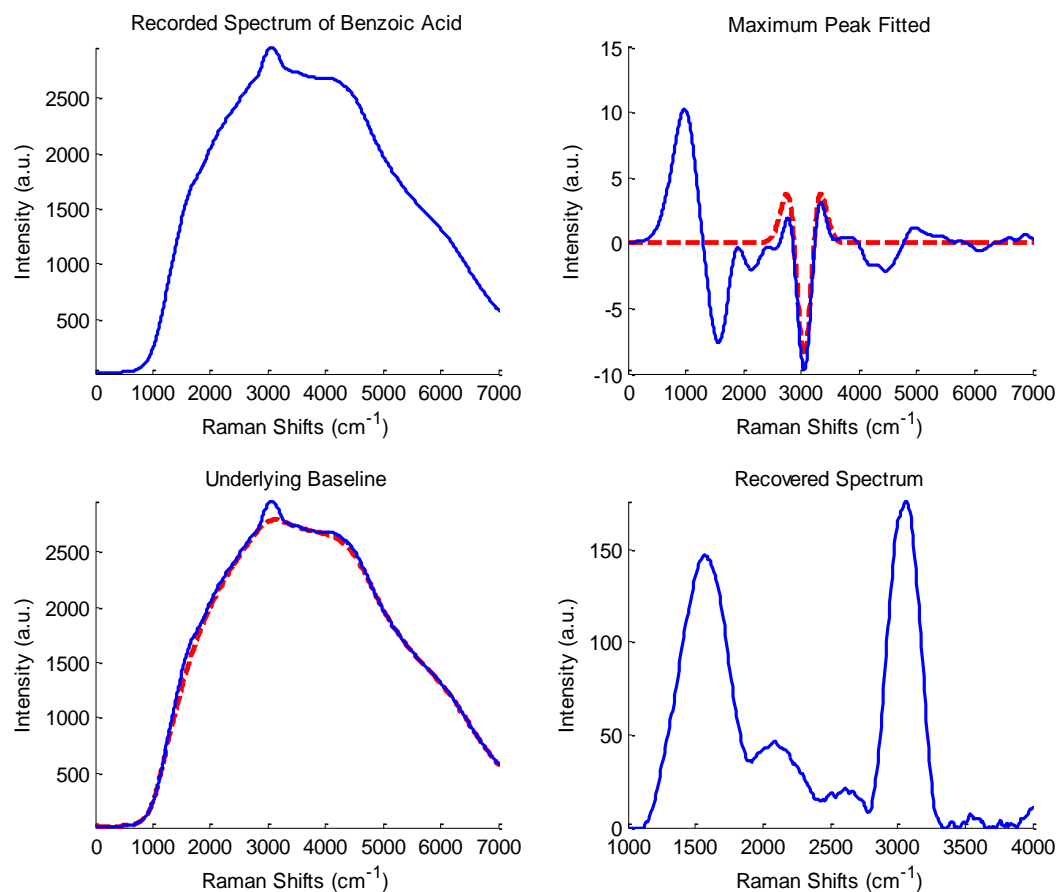 Recorded Spectrum of Benzoic Acid
Intensity (a.u.)
2500
2000
1500
1000
500
0 1000 2000 3000 4000 5000 6000 7000
Raman Shifts (cm-1)
Maximum Peak Fitted
Intensity (a.u.)
15
10
5
0
-5
-10
0 1000 2000 3000 4000 5000 6000 7000
Raman Shifts (cm-1)
Underlying Baseline
Intensity (a.u.)
2500
2000
1500
1000
500
0 1000 2000 3000 4000 5000 6000 7000
Raman Shifts (cm-1)
Recovered Spectrum
Intensity (a.u.)
150
100
50
0
1000 1500 2000 2500 3000 3500 4000
Raman Shifts (cm-1)